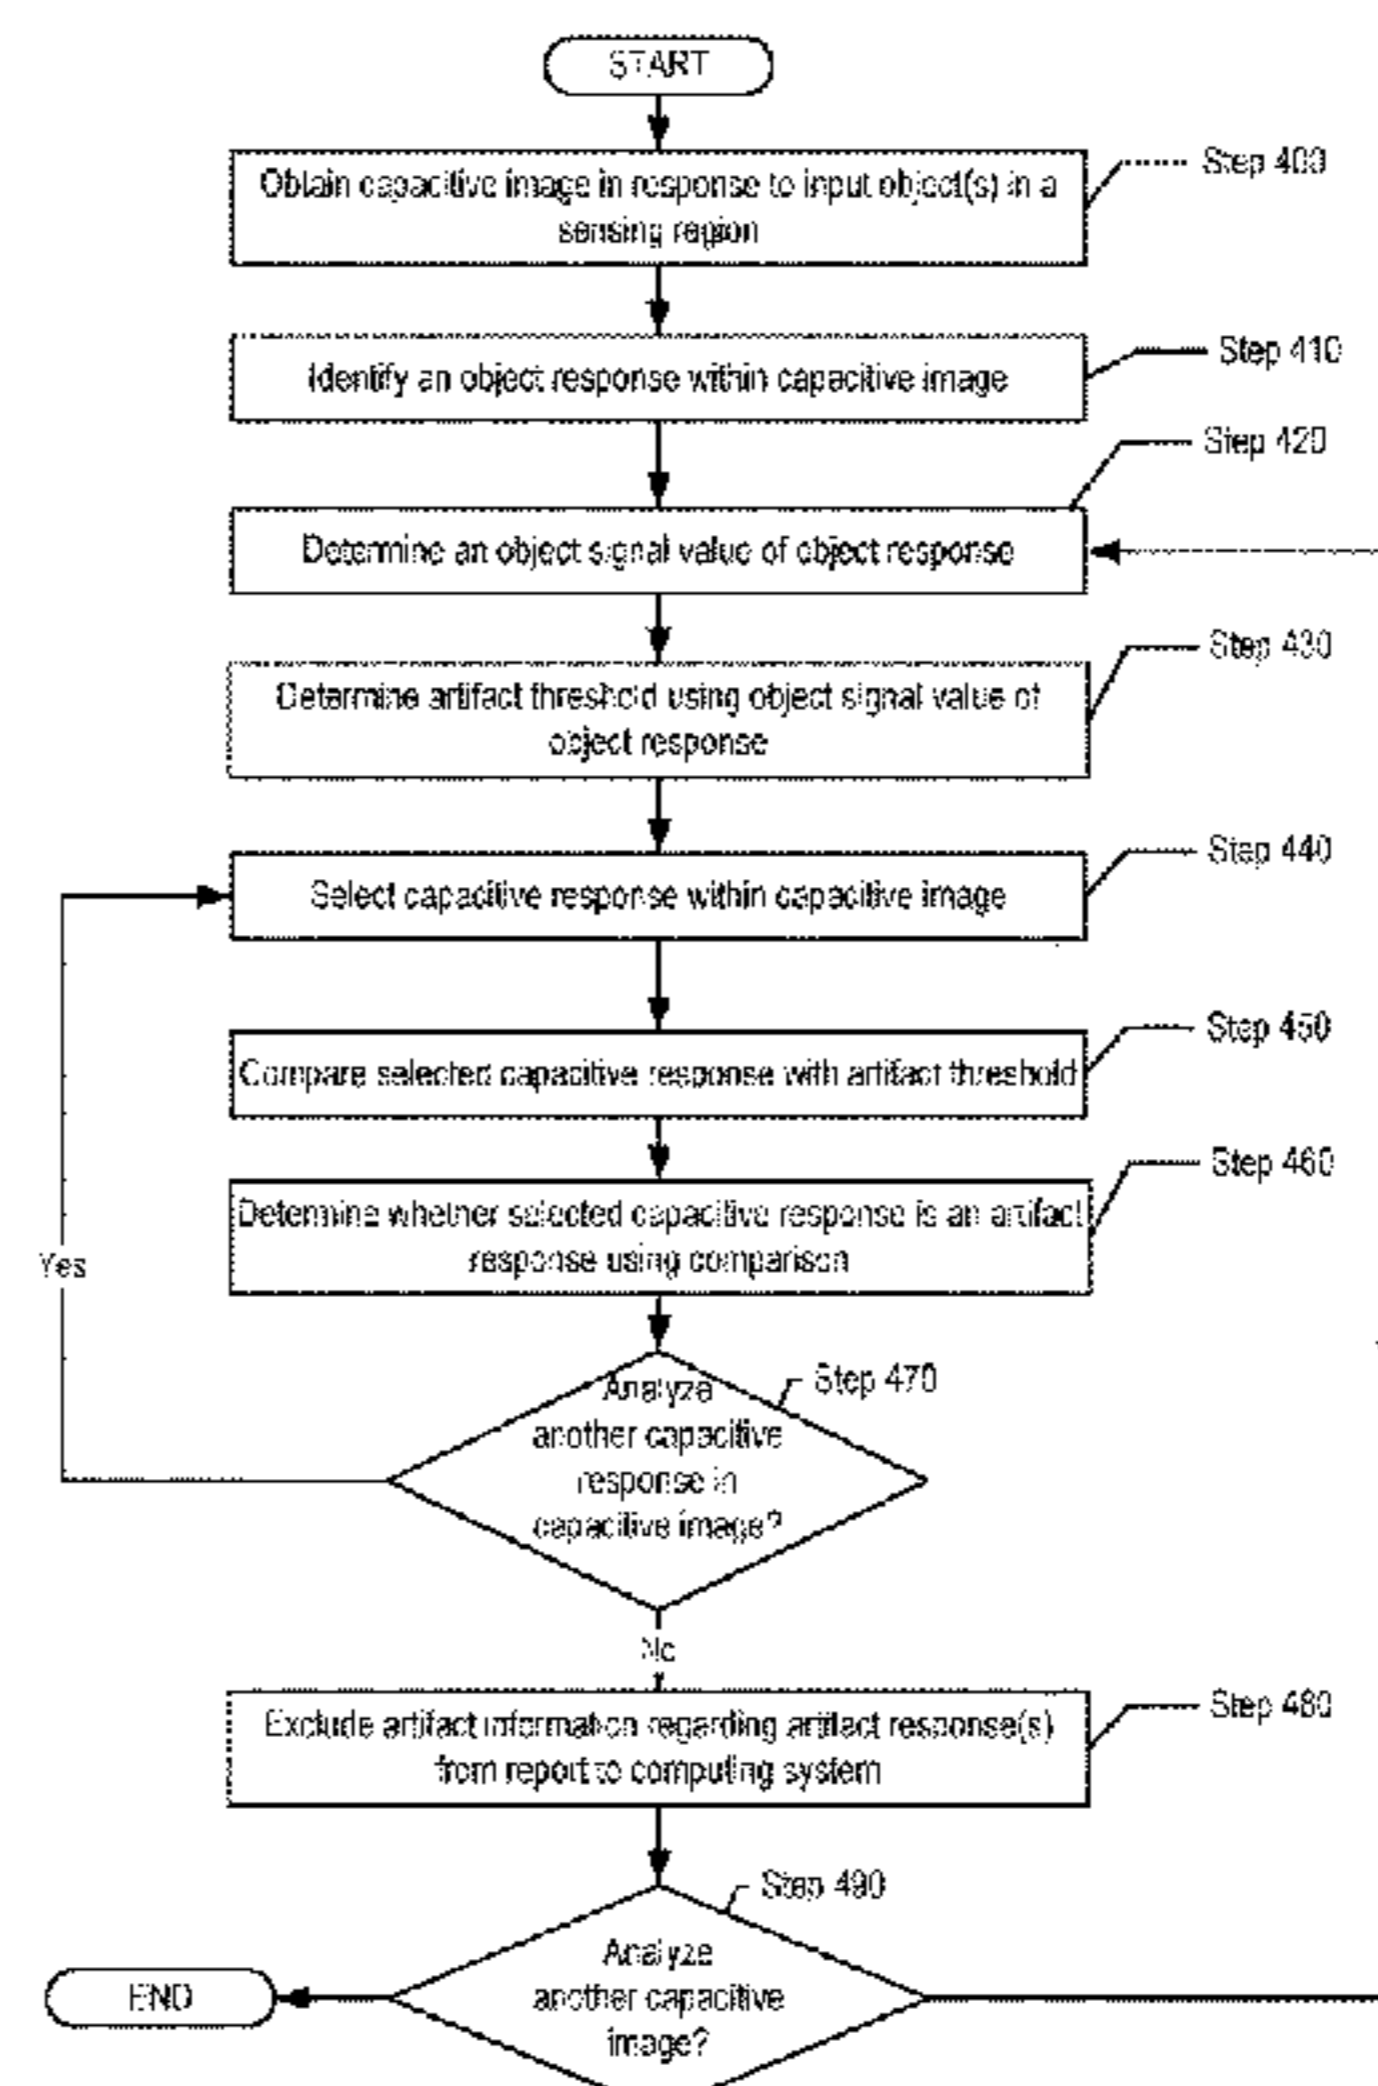 START
Obtain capacitive image in response to input object(s) in a
sensing region
Step 400
Identify an object response within capacitive image
Step 410
Step 420
Determine an object signal value of object response
Step 430
Determine artifact threshold using object signal value of
object response
Step 440
Select capacitive response within capacitive image
Step 450
Compare selected capacitive response with artifact threshold
Step 460
Determine whether selected capacitive response is an artifact
response using comparison
Yes
Step 470
Analyze
another capacitive
response in
capacitive image?
No
Step 480
Exclude artifact information regarding artifact response(s)
from report to computing system
Step 490
Analyze
another capacitive
image?
END